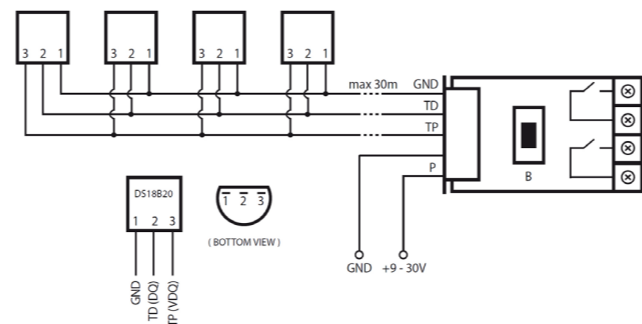 3 2 1
3 2 1
3 2 1
3 2 1
max 30m
GND
TD
TP
P
B
GND
+9 - 30V
DS18B20
1 2 3
GND
TD (DQ)
TP (VDQ)
1 2 3
( BOTTOM VIEW )